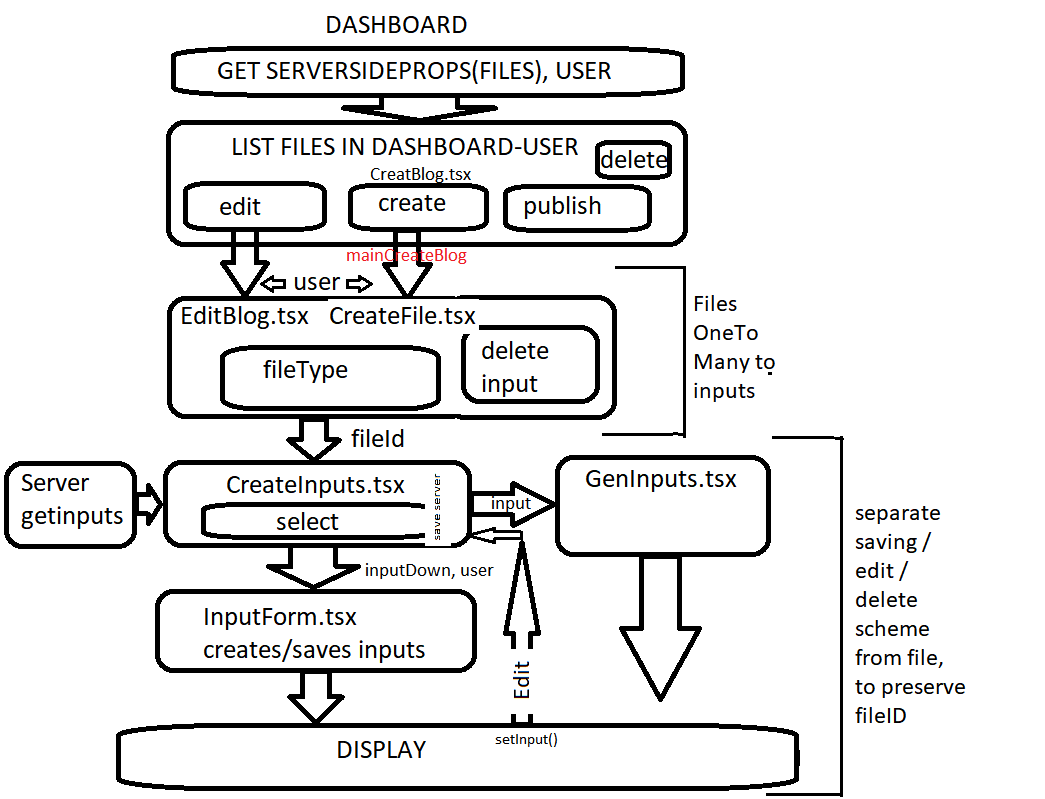 DASHBOARD
GET SERVERSIDEPROPS(FILES), USER
LIST FILES IN DASHBOARD-USER
delete
CreatBlog.tsx
edit
create
publish
mainCreateBlog
user
EditBlog.tsx
CreateFile.tsx
fileType
delete
input
Files
OneTo
Many to
inputs
fileId
Server
getinputs
CreateInputs.tsx
select
save server
input
GenInputs.tsx
inputDown, user
InputForm.tsx
creates/saves inputs
Edit
separate
saving /
edit /
delete
scheme
from file,
to preserve
fileID
setInput()
DISPLAY